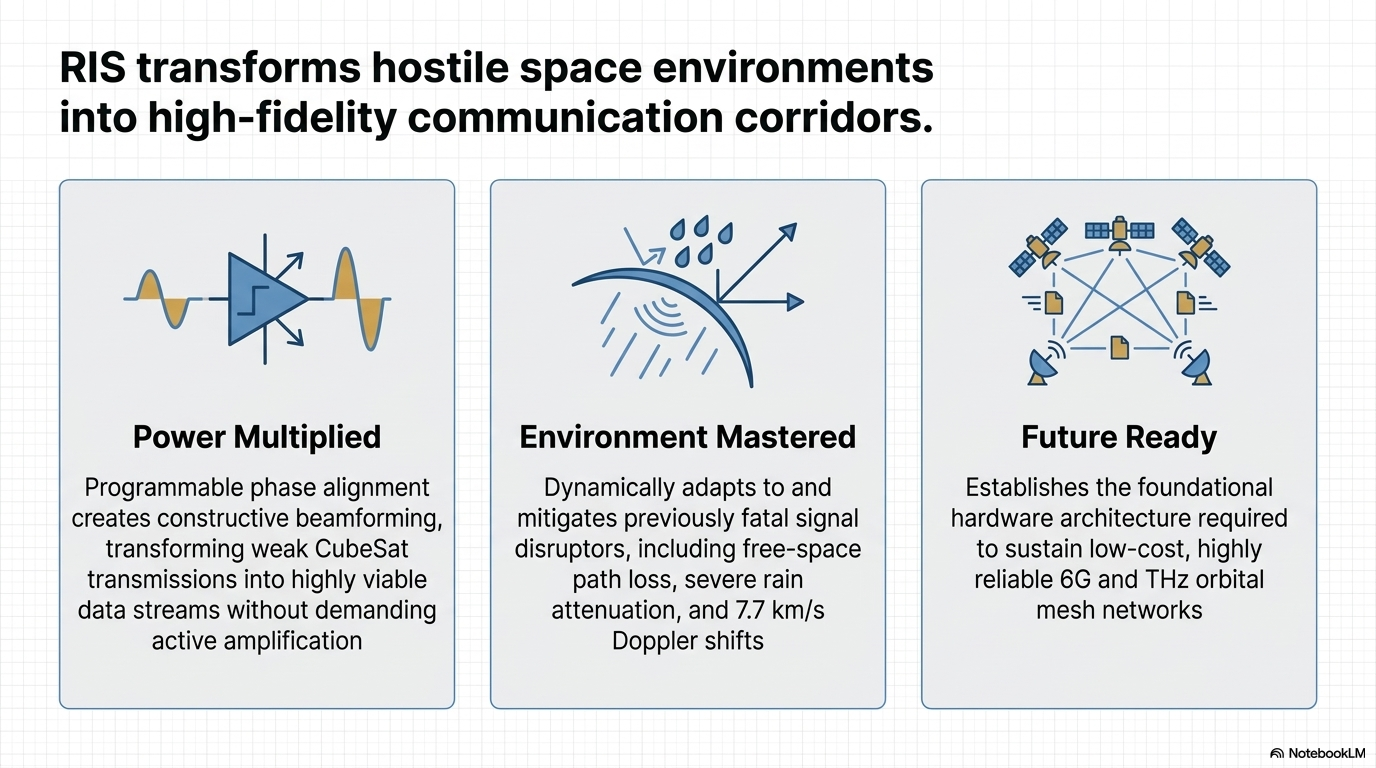 RIS transforms hostile space environments
into high-fidelity communication corridors.
Power Multiplied
Programmable phase alignment
creates constructive beamforming,
transforming weak CubeSat
transmissions into highly viable
data streams without demanding
active amplification
Environment Mastered
Dynamically adapts to and
mitigates previously fatal signal
disruptors, including free-space
path loss, severe rain
attenuation, and 7.7 km/s
Doppler shifts
Future Ready
Establishes the foundational
hardware architecture required
to sustain low-cost, highly
reliable 6G and THz orbital
mesh networks
NotebookLM